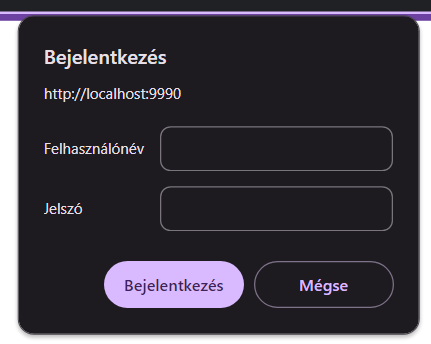 Bejelentkezés
http://localhost:9990
Felhasználónév
Jelszó
Bejelentkezés Mégse